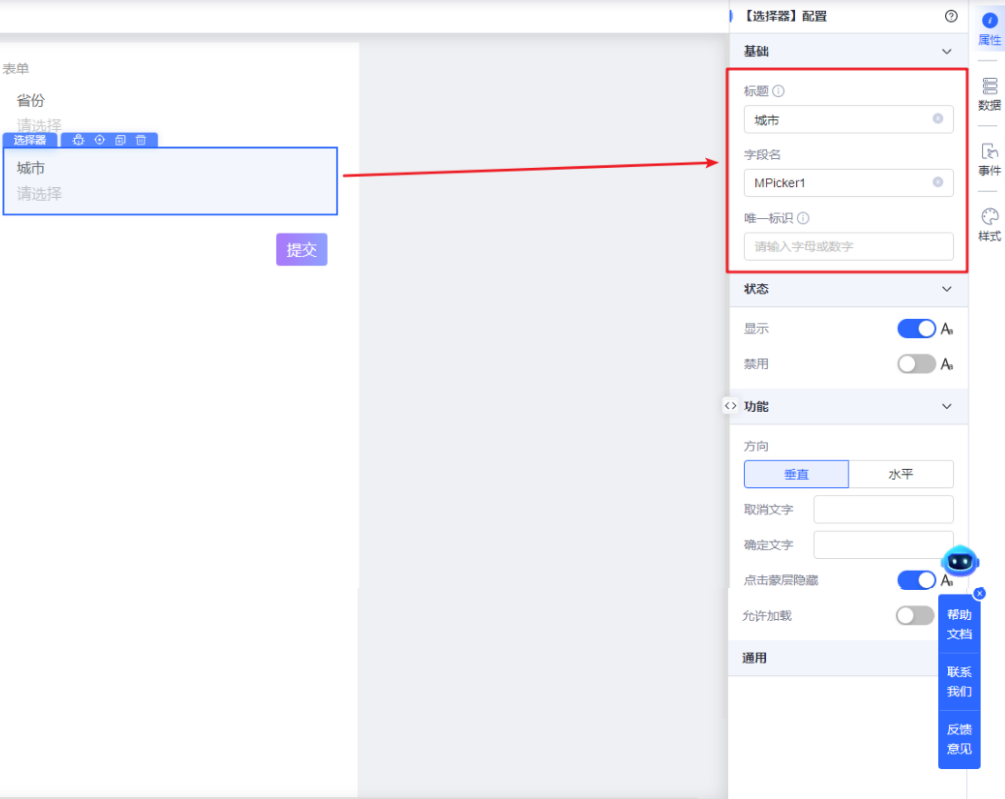 表单
省份
请选择
选择器
城市
请选择
提交
【选择器】配置
基础
标题
城市
字段名
MPicker1
唯一标识
请输入字母或数字
状态
显示
禁用
功能
方向
垂直
水平
取消文字
确定文字
点击蒙层隐藏
允许加载
通用
属性
数据
事件
样式
帮助
文档
联系
我们
反馈
意见